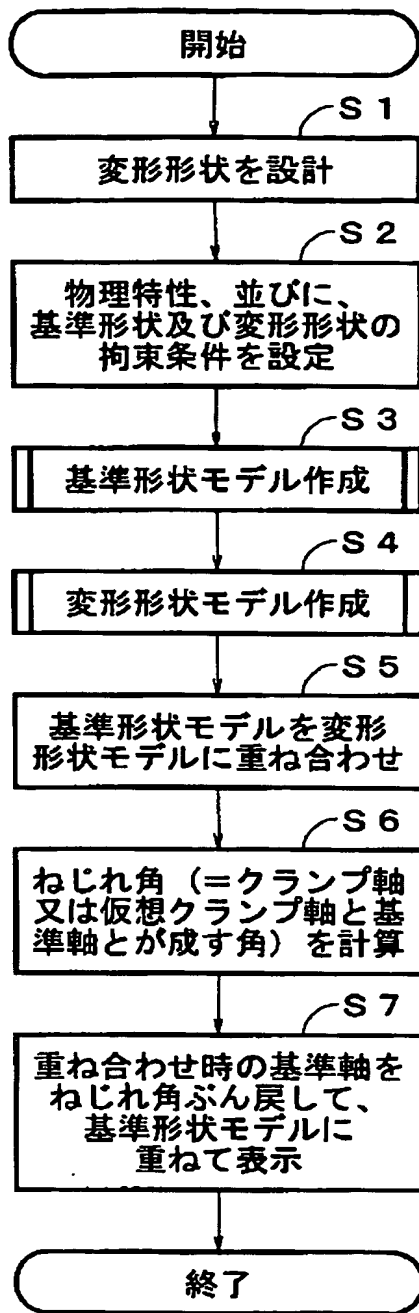 開始
S1
変形形状を設計
S2
物理特性、並びに、
基準形状及び変形形状の
拘束条件を設定
S3
基準形状モデル作成
S4
変形形状モデル作成
S5
基準形状モデルを変形
形状モデルに重ね合わせ
S6
ねじれ角（＝クランプ軸
又は仮想クランプ軸と基
準軸とが成す角）を計算
S7
重ね合わせ時の基準軸を
ねじれ角ぶん戻して、
基準形状モデルに
重ねて表示
終了